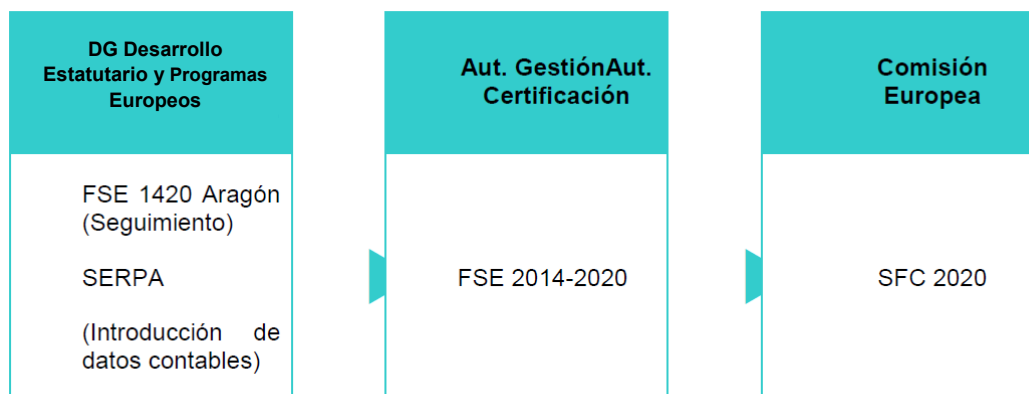 DG Desarrollo
Estatutario y Programas
Europeos
FSE 1420 Aragón
(Seguimiento)
SERPA
(Introducción de
datos contables)
Aut. GestiónAut.
Certificación
FSE 2014-2020
Comisión
Europea
SFC 2020